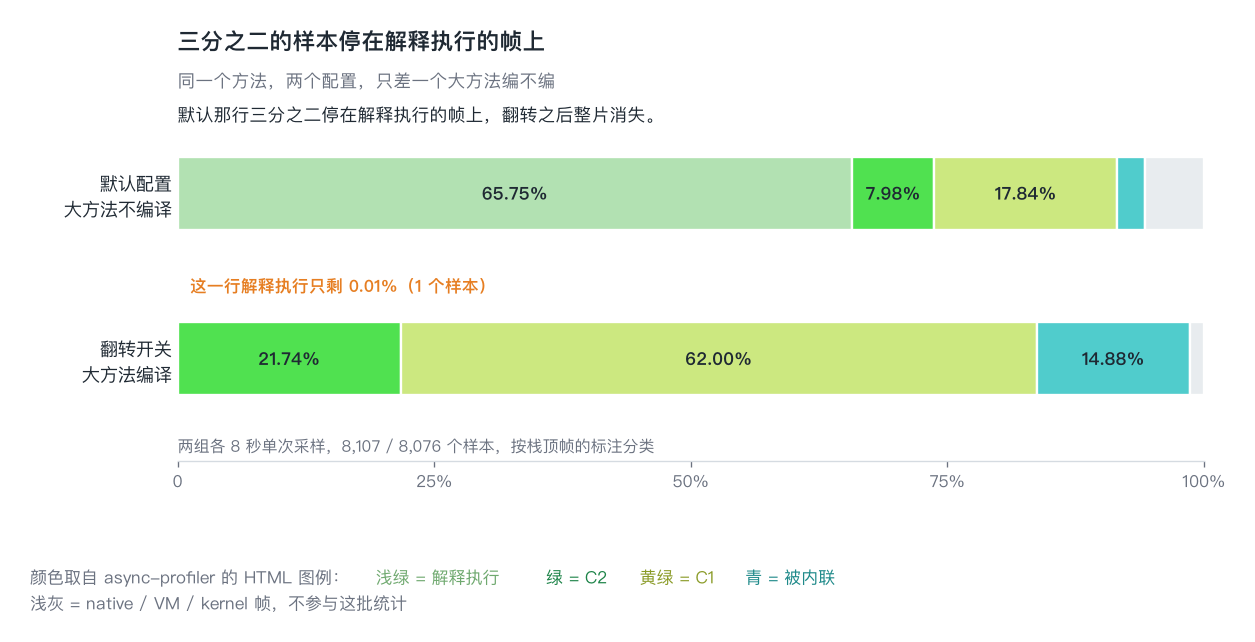 三分之二的样本停在解释执行的帧上
同一个方法，两个配置，只差一个大方法编不编
默认那行三分之二停在解释执行的帧上，翻转之后整片消失。
默认配置
大方法不编译
65.75%
7.98%
17.84%
这一行解释执行只剩 0.01%（1 个样本）
翻转开关
大方法编译
21.74%
62.00%
14.88%
两组各 8 秒单次采样，8,107 / 8,076 个样本，按栈顶帧的标注分类
0
25%
50%
75%
100%
颜色取自 async-profiler 的 HTML 图例： 浅绿 = 解释执行 绿 = C2 黄绿 = C1 青 = 被内联
浅灰 = native / VM / kernel 帧，不参与这批统计